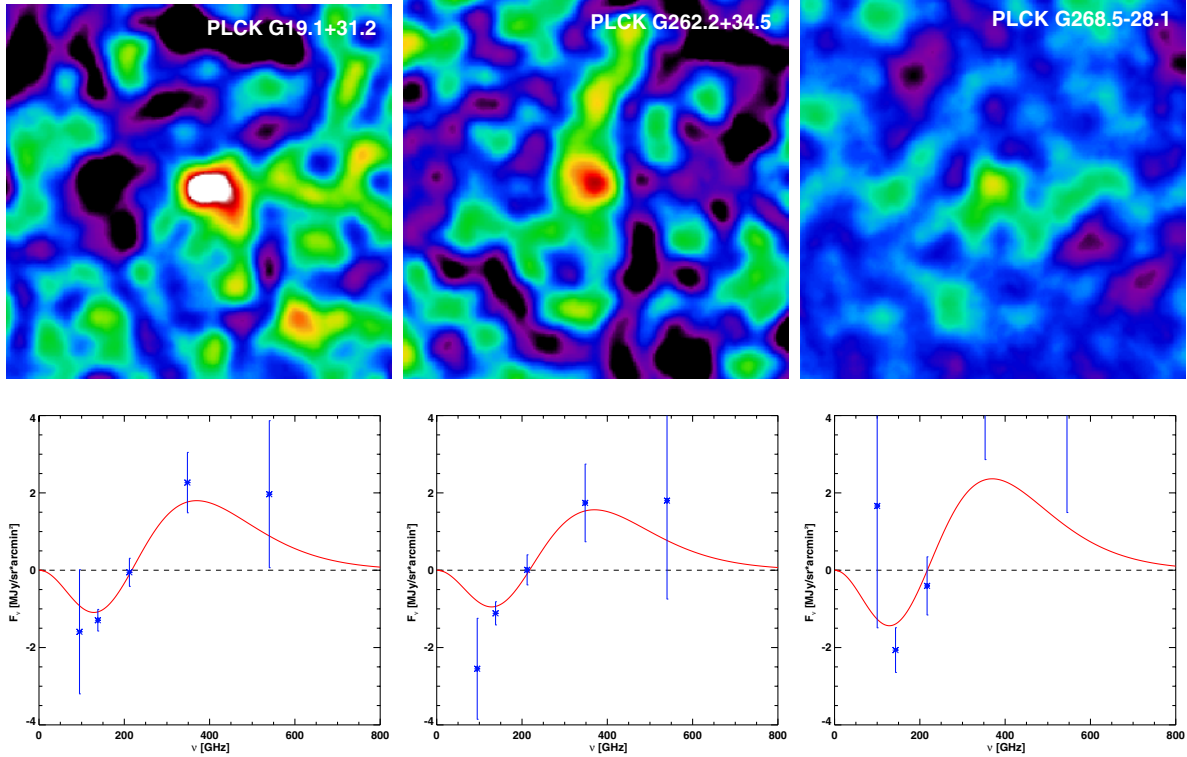 PLCK G19.1+31.2
PLCK G262.2+34.5
PLCK G268.5-28.1
4
2
0
-2
-4
Fν [MJy/sr*arcmin²]
0 200 400 600 800
ν [GHz]
4
2
0
-2
-4
Fν [MJy/sr*arcmin²]
0 200 400 600 800
ν [GHz]
4
2
0
-2
-4
Fν [MJy/sr*arcmin²]
0 200 400 600 800
ν [GHz]